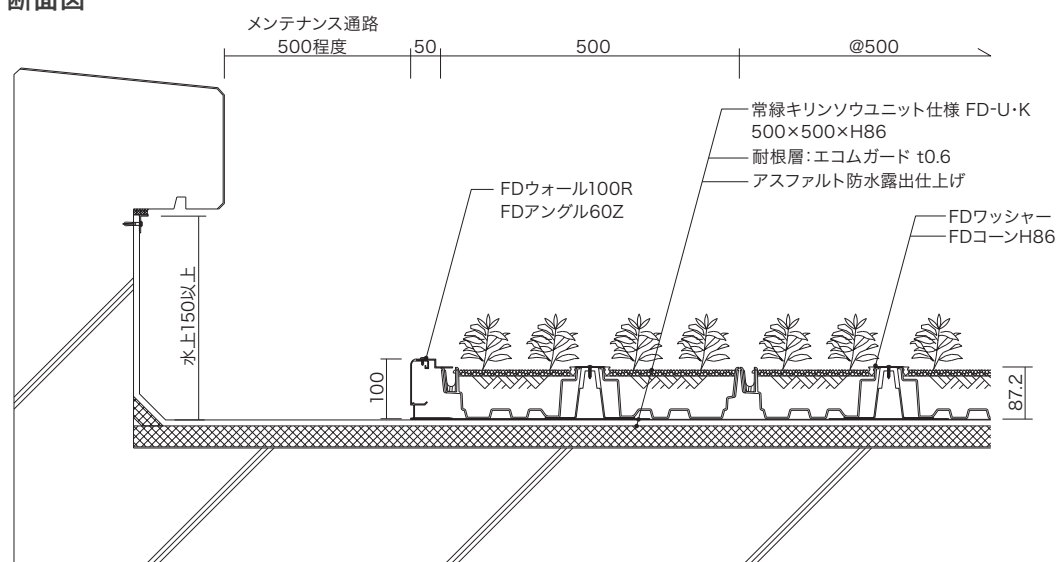 断面図
メンテナンス通路
500程度
50
500
@500
常緑キリンソウユニット仕様 FD-U・K
500×500×H86
耐根層:エコムガード t0.6
アスファルト防水露出仕上げ
FDウォール100R
FDアングル60Z
FDワッシャー
FDコーンH86
水上150以上
100
87.2